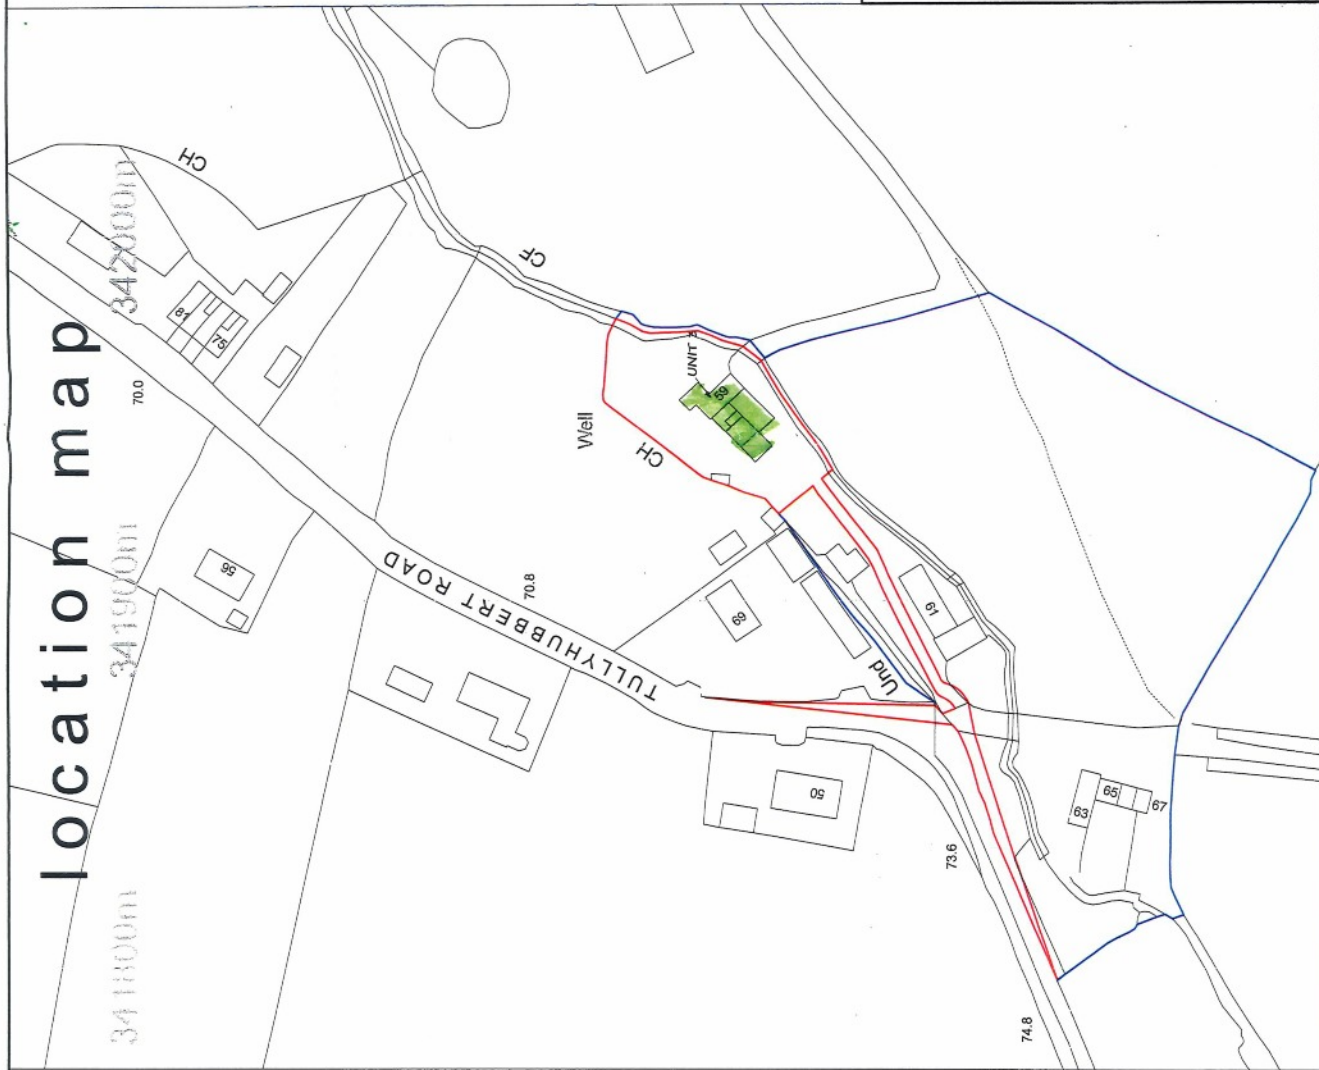 location map
341800m
341900m
342000m
CH
81
75
70.0
56
CF
UNIT A
59
Well
CH
TULLYHUBBERT ROAD
70.8
69
61
Und
50
63
65
67
73.6
74.8